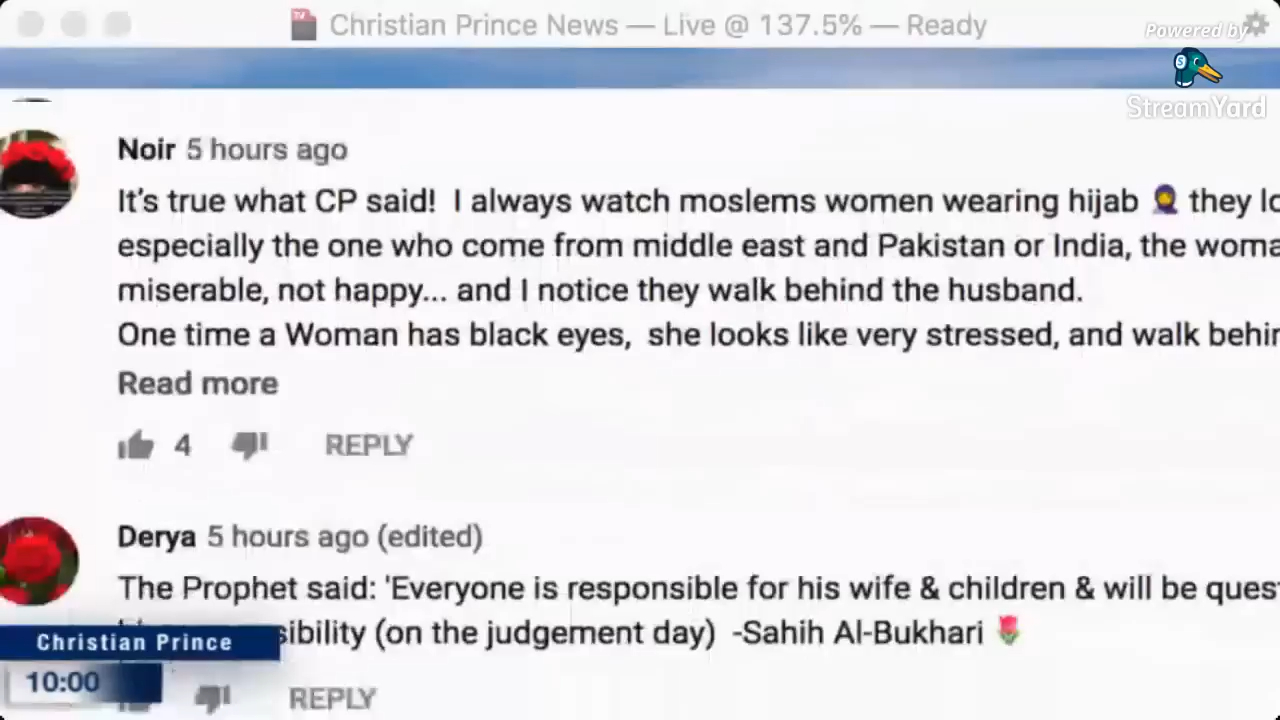 Christian Prince News — Live @ 137.5% — Ready
Powered by
StreamYard
Noir 5 hours ago
It's true what CP said! I always watch moslems women wearing hijab 🧕 they
especially the one who come from middle east and Pakistan or India, the
miserable, not happy... and I notice they walk behind the husband.
One time a Woman has black eyes, she looks like very stressed, and walk
Read more
4
REPLY
Derya 5 hours ago (edited)
The Prophet said: 'Everyone is responsible for his wife & children & will be
(on the judgement day) -Sahih Al-Bukhari 🌷
Christian Prince
10:00
REPLY